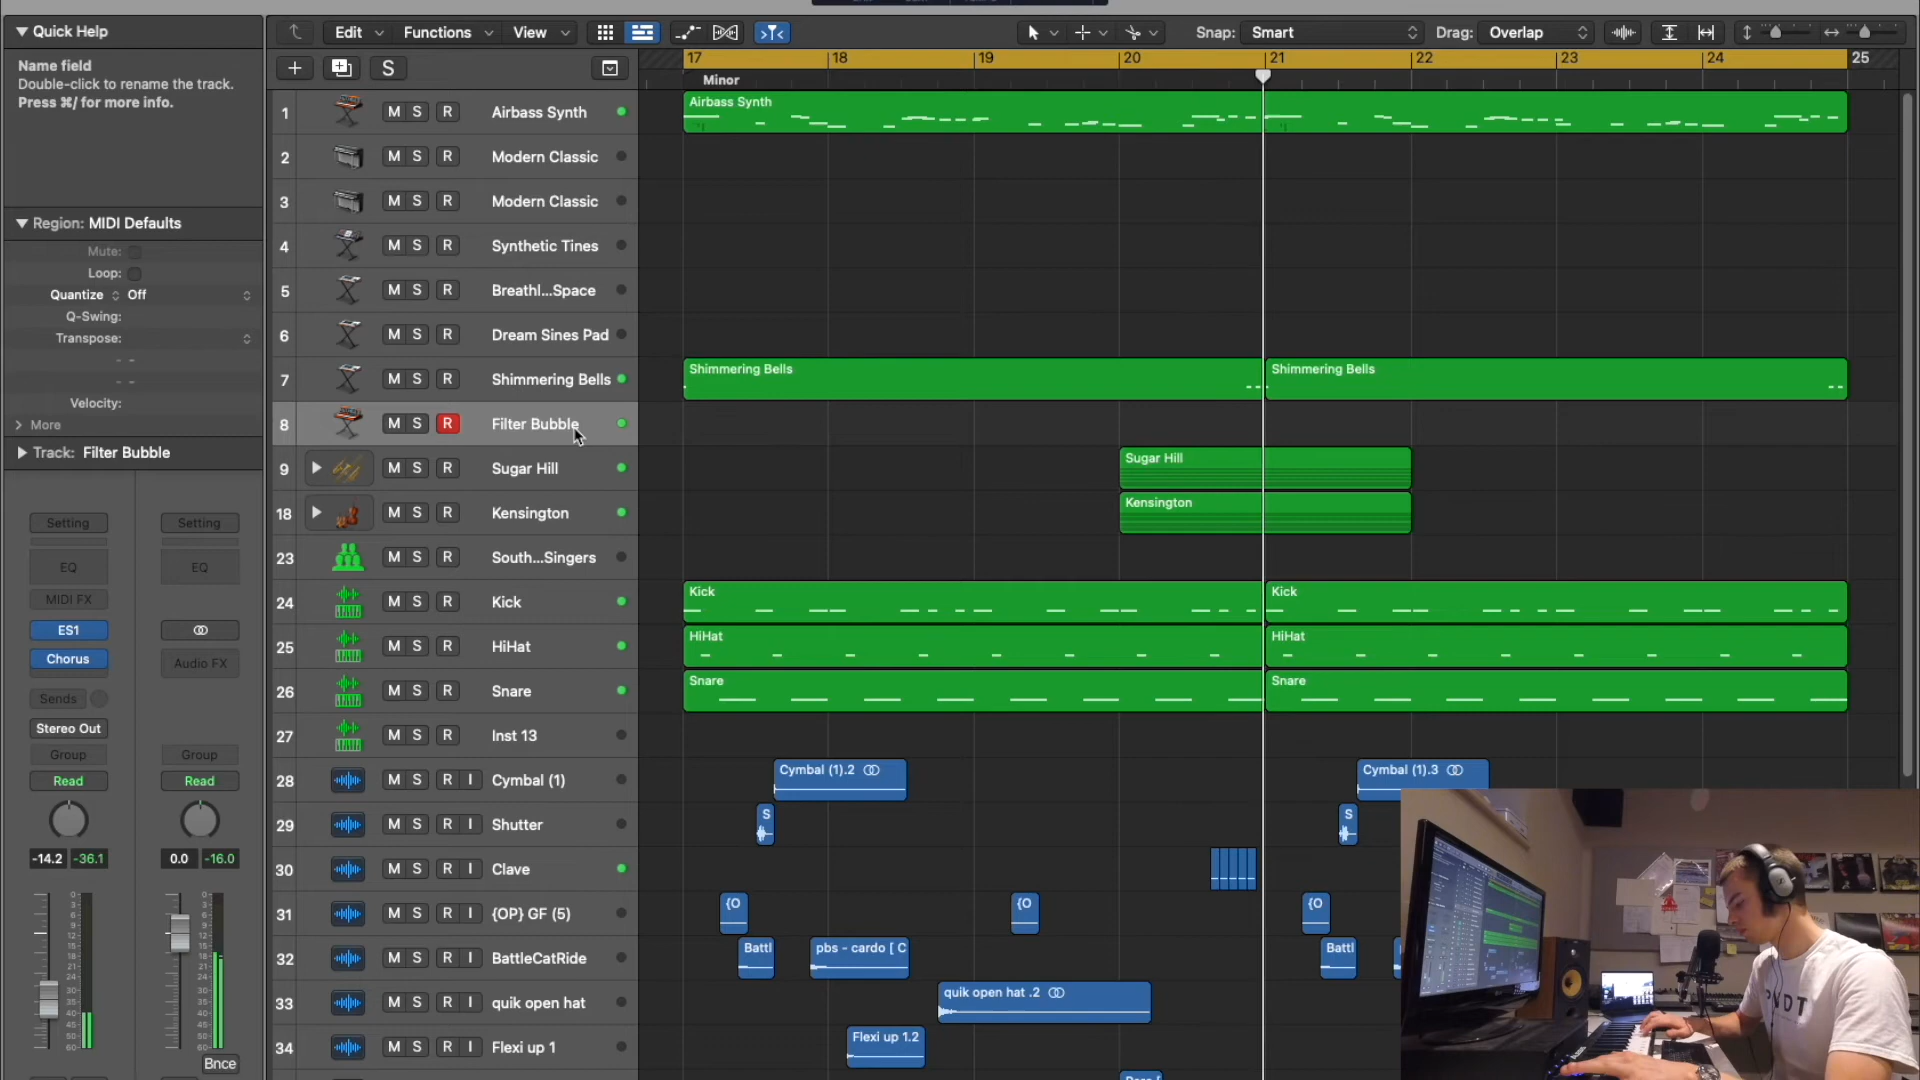 Quick Help
Name field
Double-click to rename the track.
Press ⌘/ for more info.
Region: MIDI Defaults
Mute:
Loop:
Quantize Off
Q-Swing:
Transpose:
Velocity:
More
Track: Filter Bubble
Setting Setting
EQ EQ
MIDI FX
ES1
Chorus Audio FX
Sends
Stereo Out
Group Group
Read Read
-14.2 -36.1 0.0 -16.0
Bnce
Edit Functions View Snap: Smart Drag: Overlap
S
17 18 19 20 21 22 23 24 25
Minor
1 M S R Airbass Synth
2 M S R Modern Classic
3 M S R Modern Classic
4 M S R Synthetic Tines
5 M S R Breathl...Space
6 M S R Dream Sines Pad
7 M S R Shimmering Bells
8 M S R Filter Bubble
9 M S R Sugar Hill
18 M S R Kensington
23 M S R South...Singers
24 M S R Kick
25 M S R HiHat
26 M S R Snare
27 M S R Inst 13
28 M S R I Cymbal (1)
29 M S R I Shutter
30 M S R I Clave
31 M S R I {OP} GF (5)
32 M S R I BattleCatRide
33 M S R I quik open hat
34 M S R I Flexi up 1
Airbass Synth
Shimmering Bells Shimmering Bells
Sugar Hill
Kensington
Kick Kick
HiHat HiHat
Snare Snare
Cymbal (1).2 Cymbal (1).3
S S
{O {O {O
Battl pbs - cardo [ C Battl
quik open hat .2
Flexi up 1.2